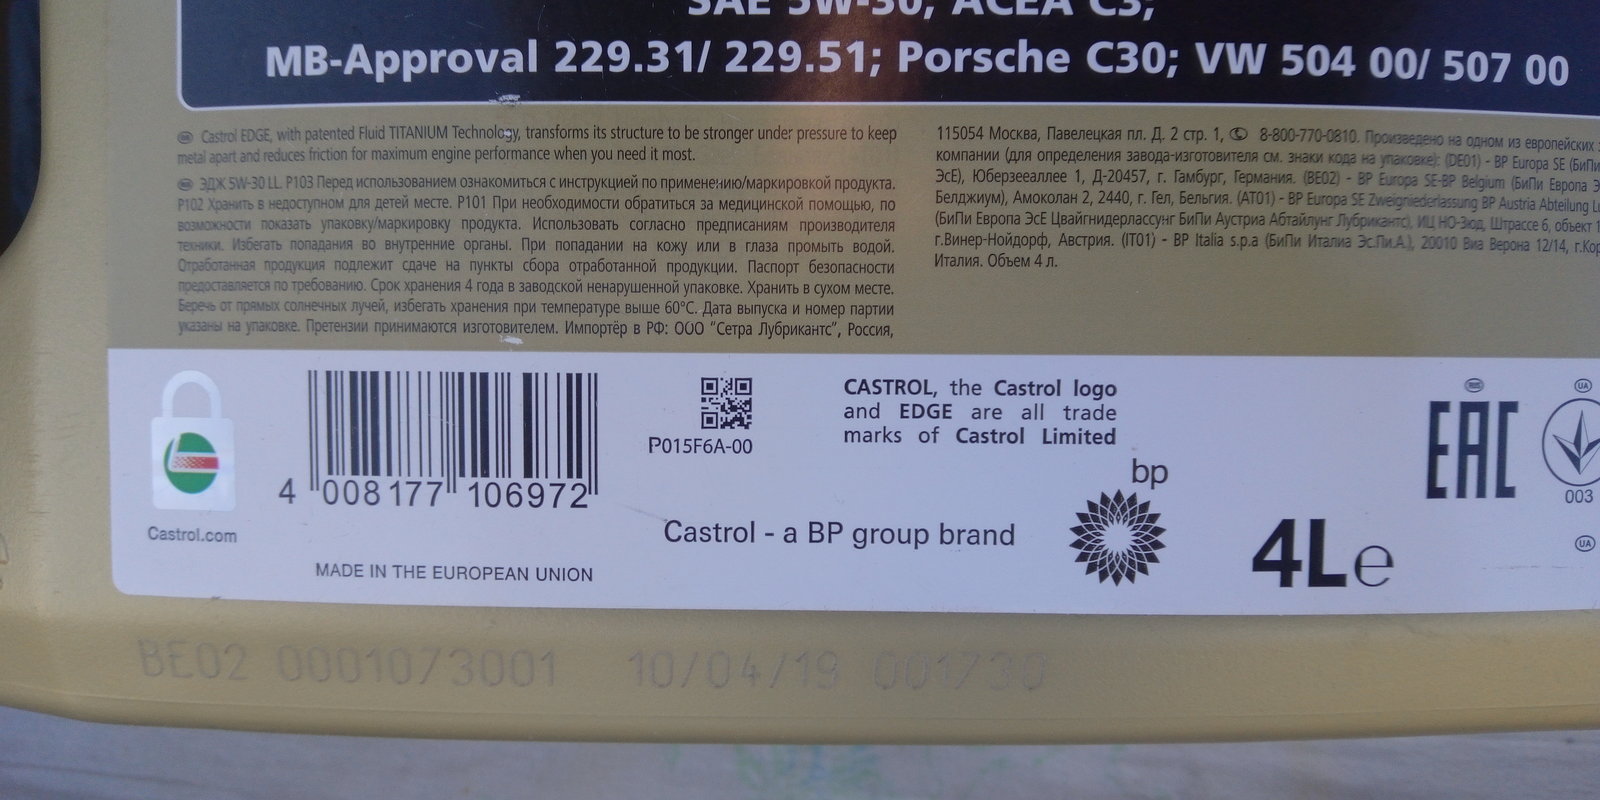 SAE 5W-30; ACEA C3;
MB-Approval 229.31/ 229.51; Porsche C30; VW 504 00/ 507 00
Castrol EDGE, with patented Fluid TITANIUM Technology, transforms its structure to be stronger under pressure to keep
metal apart and reduces friction for maximum engine performance when you need it most.
ЭДЖ 5W-30 LL. P103 Перед использованием ознакомиться с инструкцией по применению/маркировкой продукта.
P102 Хранить в недоступном для детей месте. P101 При необходимости обратиться за медицинской помощью, по
возможности показать упаковку/маркировку продукта. Использовать согласно предписаниям производителя
техники. Избегать попадания во внутренние органы. При попадании на кожу или в глаза промыть водой.
Отработанная продукция подлежит сдаче на пункты сбора отработанной продукции. Паспорт безопасности
предоставляется по требованию. Срок хранения 4 года в заводской ненарушенной упаковке. Хранить в сухом месте.
Беречь от прямых солнечных лучей, избегать хранения при температуре выше 60°C. Дата выпуска и номер партии
указаны на упаковке. Претензии принимаются изготовителем. Импортёр в РФ: ООО "Сетра Лубрикантс", Россия,
115054 Москва, Павелецкая пл. Д. 2 стр. 1, 8-800-770-0810. Произведено на одном из европейских
компании (для определения завода-изготовителя см. знаки кода на упаковке): (DE01) - BP Europa SE (БиПи
ЭсЕ), Юберзееаллее 1, Д-20457, г. Гамбург, Германия. (BE02) - BP Europa SE-BP Belgium (БиПи Европа
Белджиум), Амоколан 2, 2440, г. Гел, Бельгия. (AT01) - BP Europa SE Zweigniederlassung BP Austria Abteilung
(БиПи Европа ЭсЕ Цвайгнидерлассунг БиПи Аустриа Абтайлунг Лубрикантс), ИЦ НО-Зюд, Штрассе 6, объект
г.Винер-Нойдорф, Австрия. (IT01) - BP Italia s.p.a (БиПи Италиа Эс.Пи.А.), 20010 Виа Верона 12/14,
Италия. Объем 4 л.
Castrol.com
4 008177 106972
MADE IN THE EUROPEAN UNION
P015F6A-00
CASTROL, the Castrol logo
and EDGE are all trade
marks of Castrol Limited
bp
Castrol - a BP group brand
4L e
EAC
UA
003
UA
BE02 0001073001 10/04/19 001730